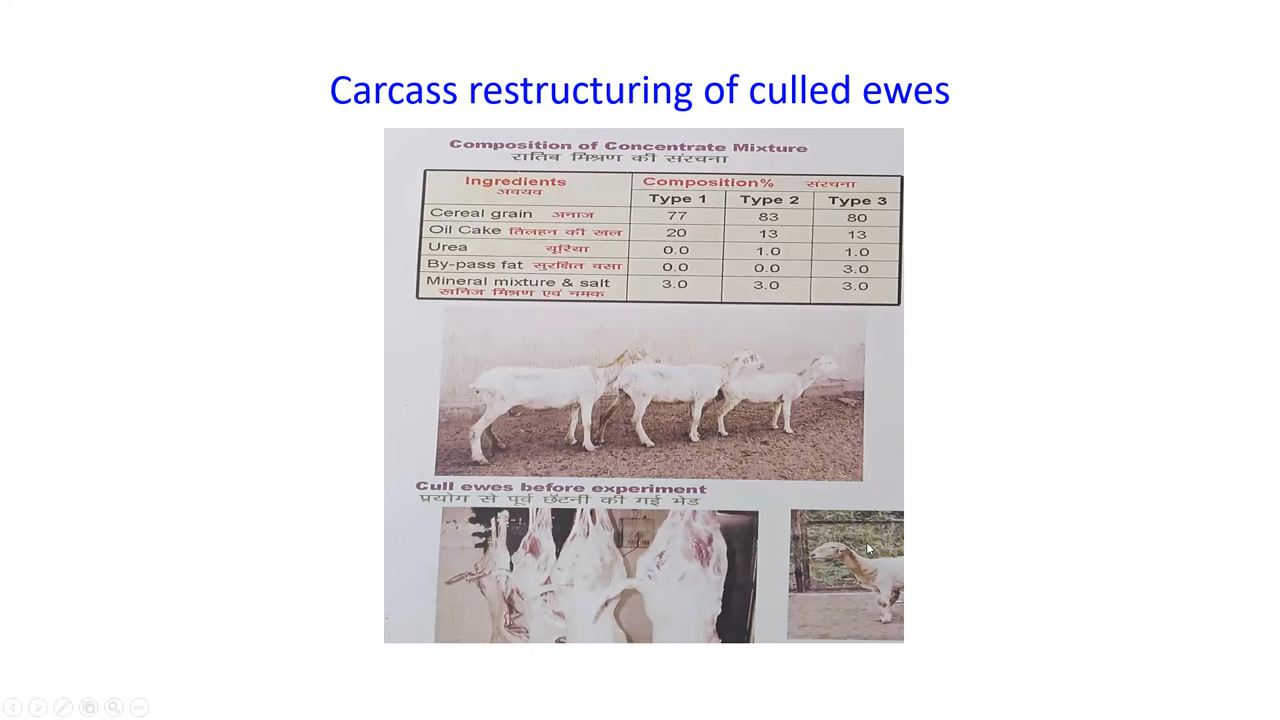 Carcass restructuring of culled ewes
Composition of Concentrate Mixture
रातिब मिश्रण की संरचना
Ingredients
अवयव
Composition% संरचना
Type 1 Type 2 Type 3
Cereal grain अनाज 77 83 80
Oil Cake तिलहन की खल 20 13 13
Urea यूरिया 0.0 1.0 1.0
By-pass fat सुरक्षित वसा 0.0 0.0 3.0
Mineral mixture & salt 3.0 3.0 3.0
खनिज मिश्रण एवं नमक
Cull ewes before experiment
प्रयोग से पूर्व छँटनी की गई भेड